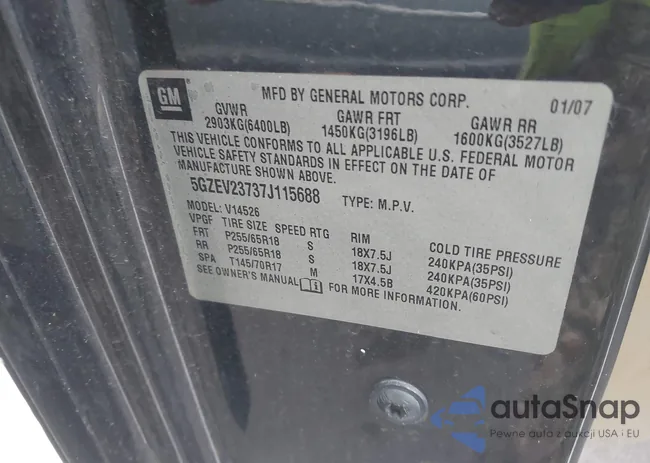 GM
MFD BY GENERAL MOTORS CORP. 01/07
GVWR GAWR FRT GAWR RR
2903KG(6400LB) 1450KG(3196LB) 1600KG(3527LB)
THIS VEHICLE CONFORMS TO ALL APPLICABLE U.S. FEDERAL MOTOR
VEHICLE SAFETY STANDARDS IN EFFECT ON THE DATE OF
MANUFACTURE SHOWN ABOVE.
5GZEV23737J115688 TYPE: M.P.V.
MODEL: V14526
VPGF TIRE SIZE SPEED RTG RIM COLD TIRE PRESSURE
FRT P255/65R18 S 18X7.5J 240KPA(35PSI)
RR P255/65R18 S 18X7.5J 240KPA(35PSI)
SPA T145/70R17 M 17X4.5B 420KPA(60PSI)
SEE OWNER'S MANUAL FOR MORE INFORMATION.
autaSnap
Pewne auta z aukcji USA i EU